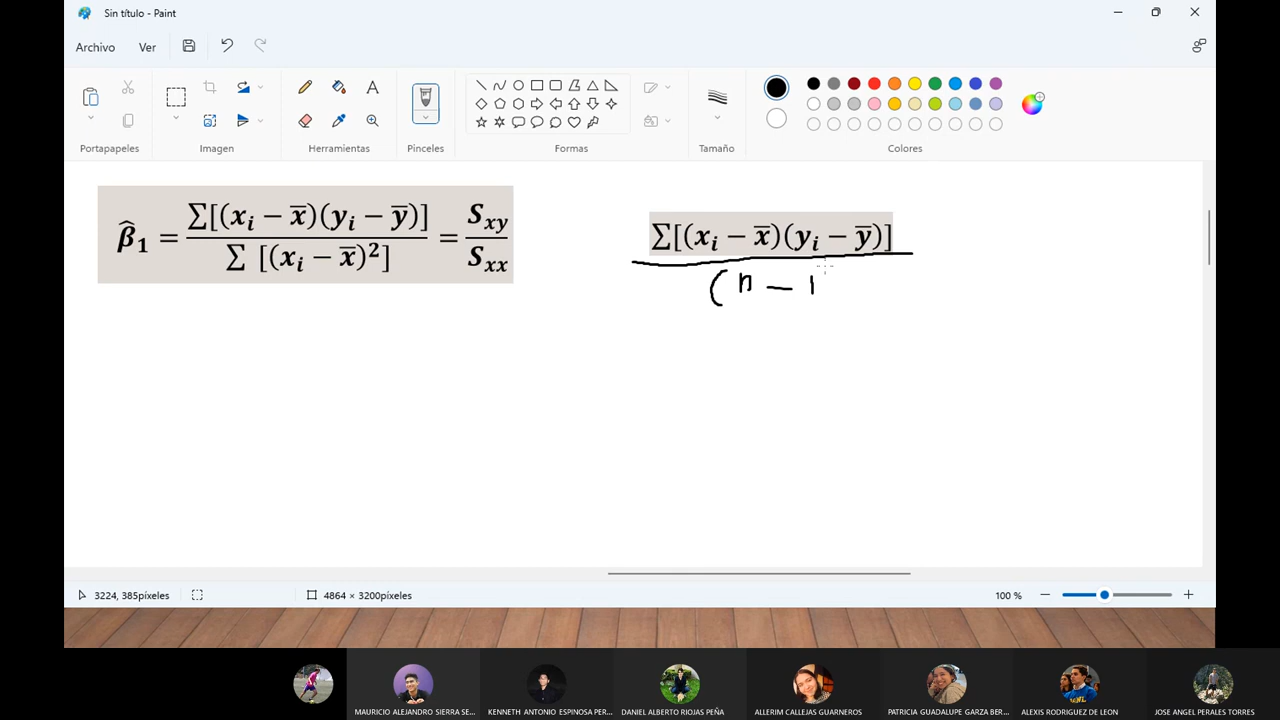 Sin título - Paint
Archivo Ver
Portapapeles Imagen Herramientas Pinceles Formas Tamaño Colores
β̂₁ = ∑[(xᵢ − x̅)(yᵢ − y̅)] / ∑ [(xᵢ − x̅)²] = Sxy / Sxx
∑[(xᵢ − x̅)(yᵢ − y̅)]
(n − 1
3224, 385píxeles 4864 × 3200píxeles 100 %
MAURICIO ALEJANDRO SIERRA SE... KENNETH ANTONIO ESPINOSA PER... DANIEL ALBERTO RIOJAS PEÑA ALLERIM CALLEJAS GUARNEROS PATRICIA GUADALUPE GARZA BER... ALEXIS RODRIGUEZ DE LEON JOSE ANGEL PERALES TORRES